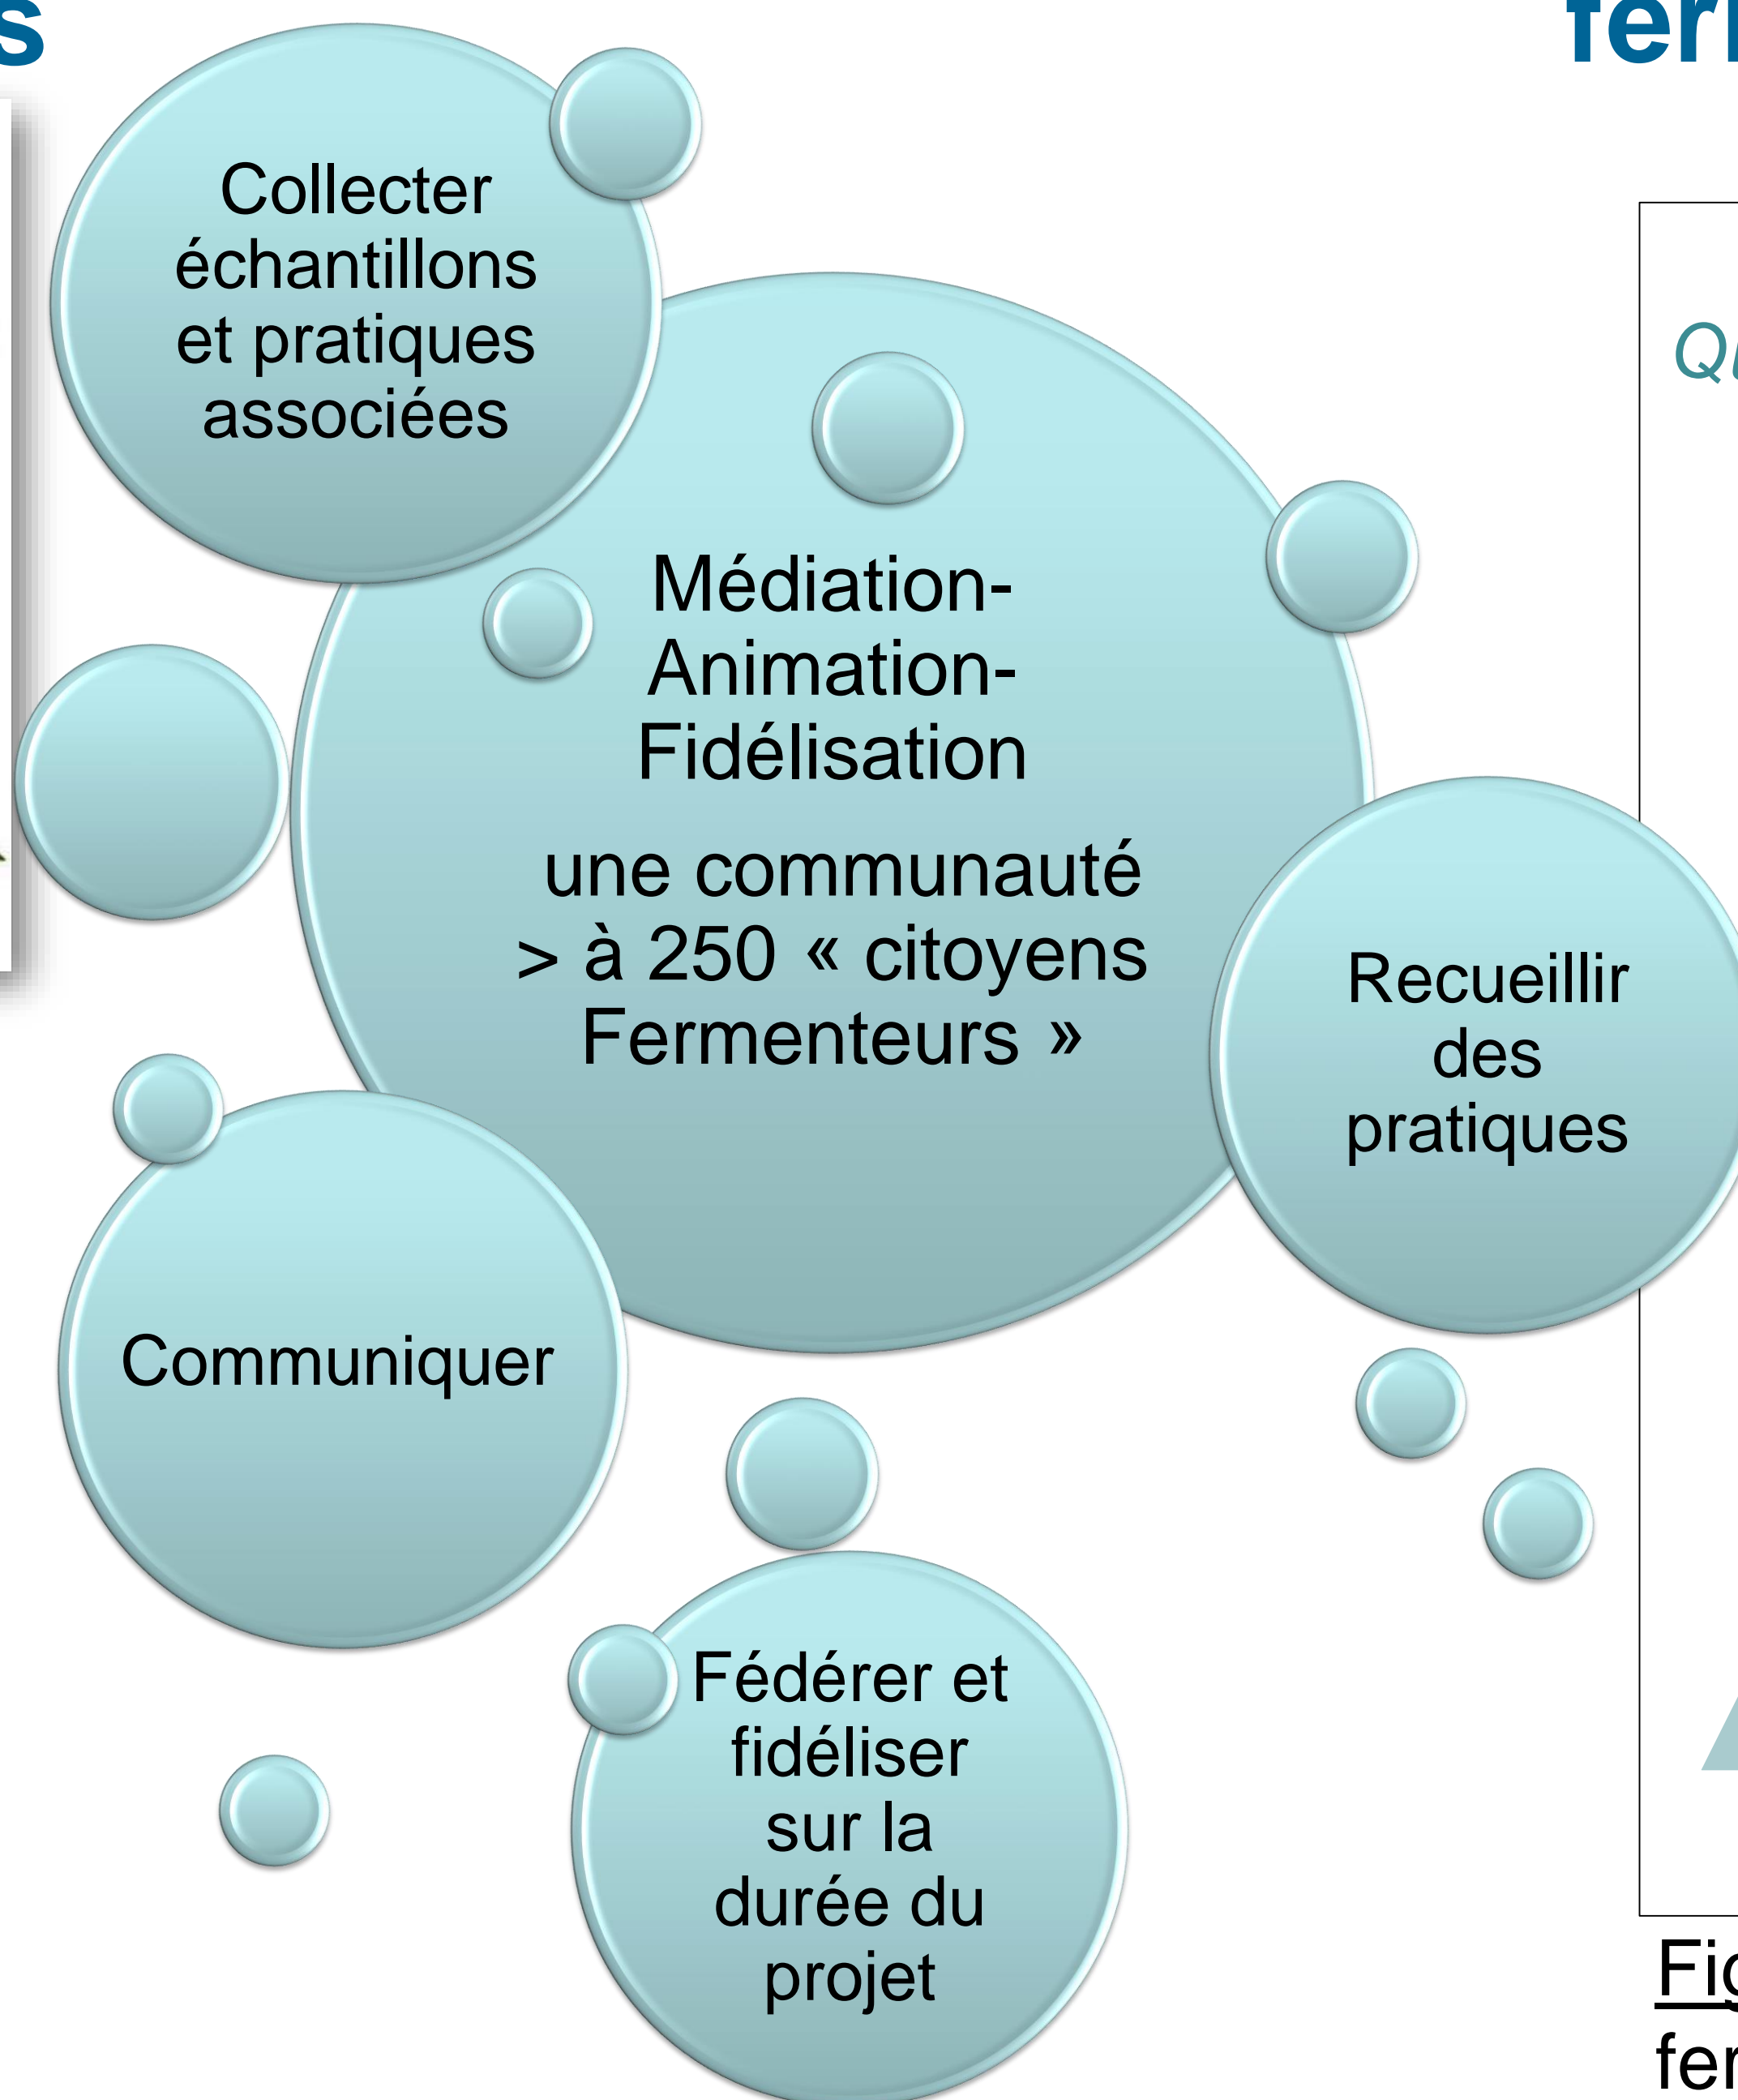 Collecter
échantillons
et pratiques
associées
Médiation-
Animation-
Fidélisation
une communauté
> à 250 « citoyens
Fermenteurs »
Recueillir
des
pratiques
Communiquer
Fédérer et
fidéliser
sur la
durée du
projet